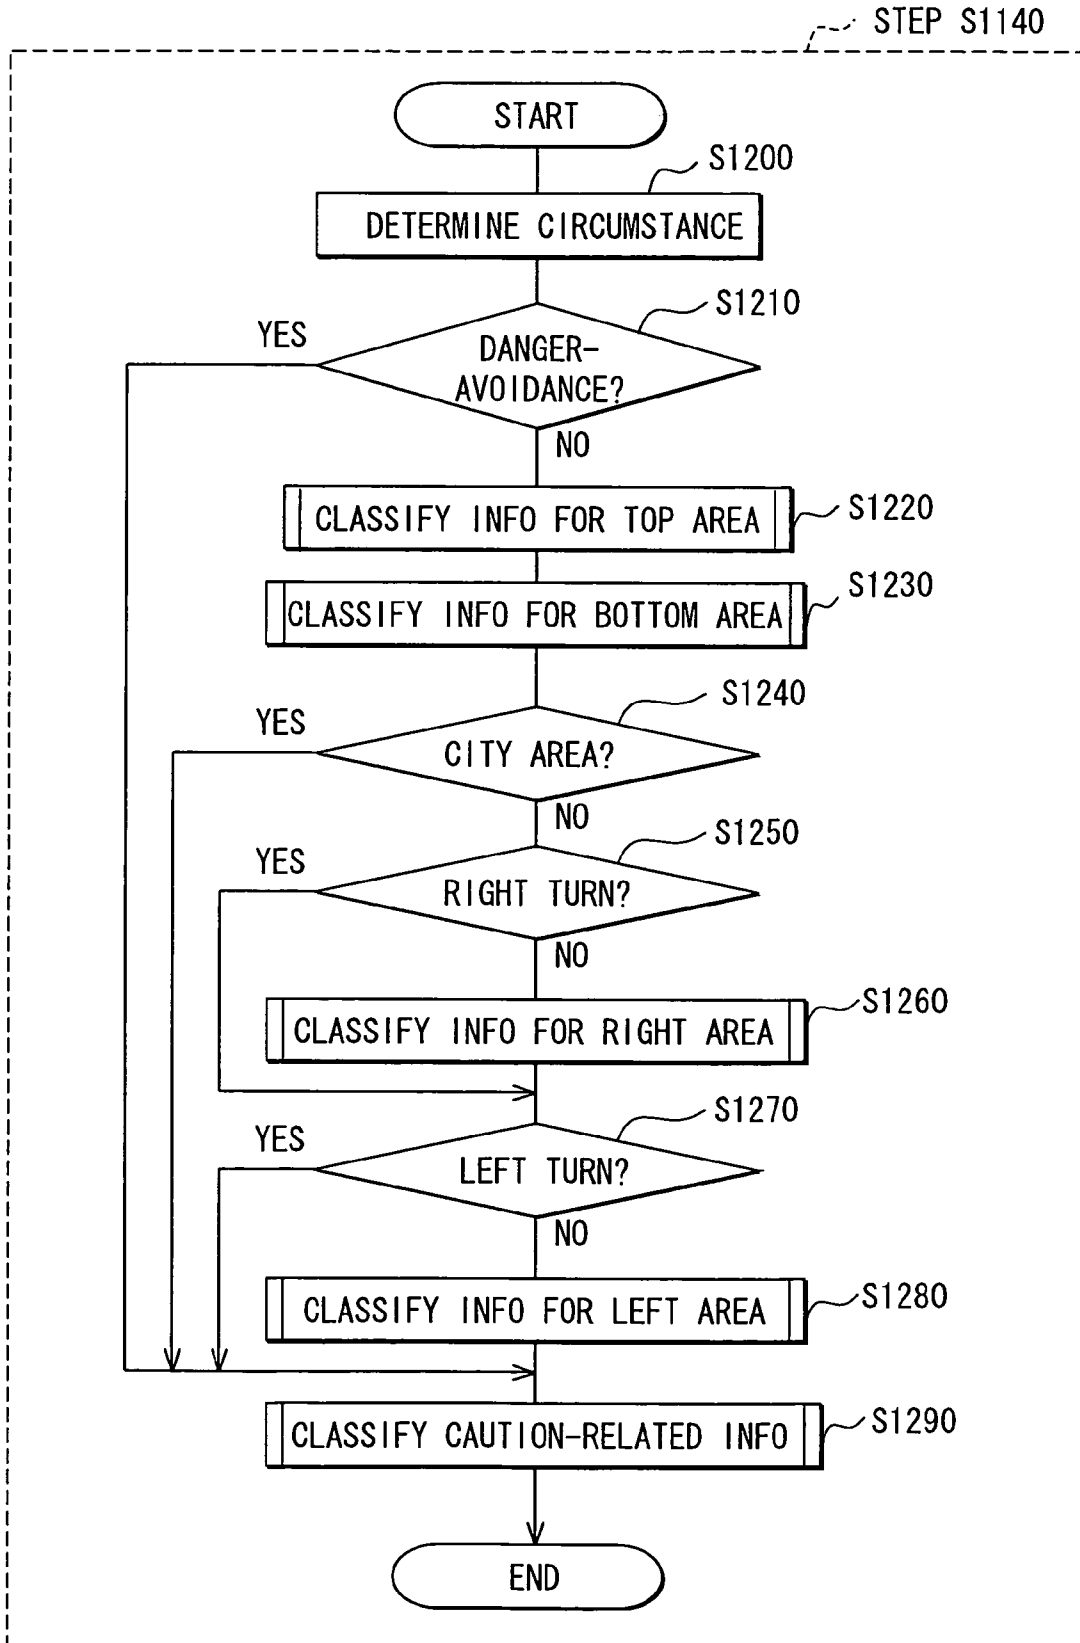 STEP S1140
START
S1200
DETERMINE CIRCUMSTANCE
S1210
YES
DANGER-
AVOIDANCE?
NO
CLASSIFY INFO FOR TOP AREA
S1220
S1230
CLASSIFY INFO FOR BOTTOM AREA
S1240
YES
CITY AREA?
NO
S1250
YES
RIGHT TURN?
NO
S1260
CLASSIFY INFO FOR RIGHT AREA
S1270
YES
LEFT TURN?
NO
S1280
CLASSIFY INFO FOR LEFT AREA
S1290
CLASSIFY CAUTION-RELATED INFO
END